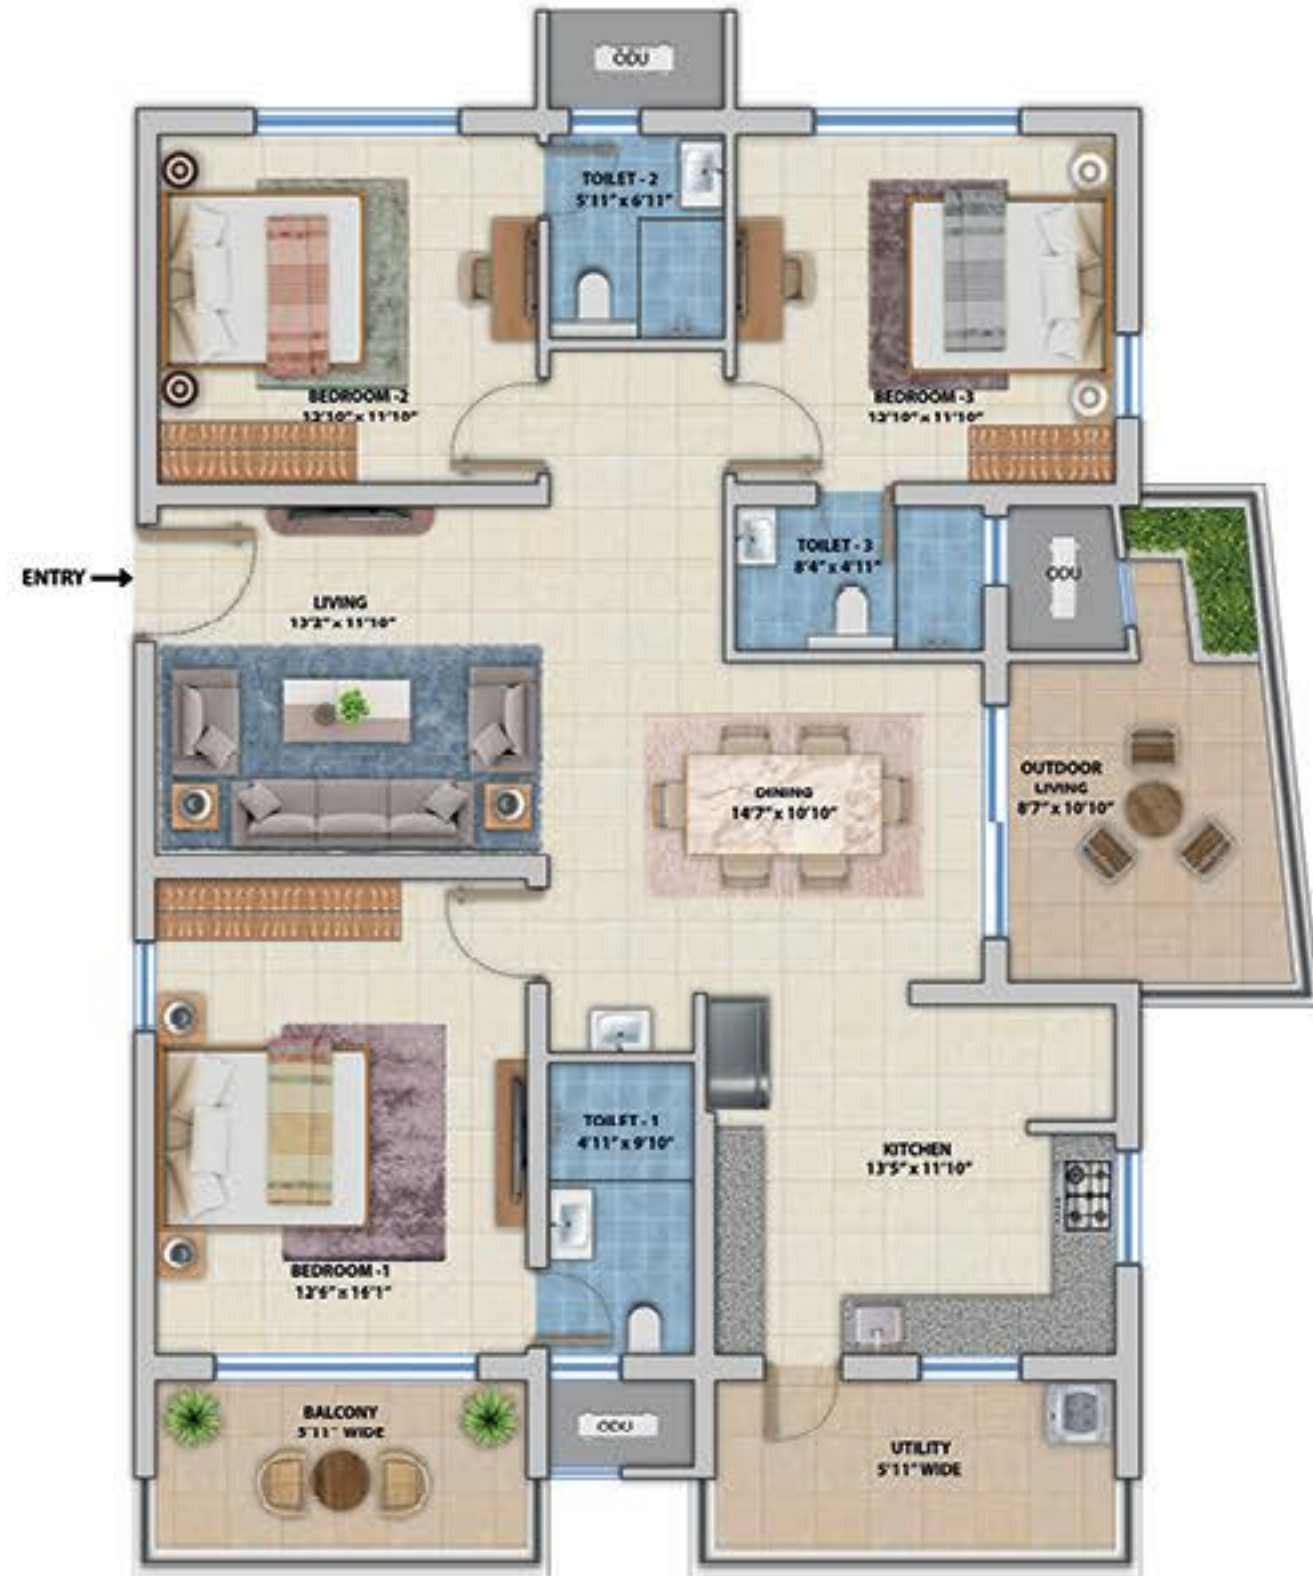 ODU
TOILET - 2
5'11" x 6'11"
BEDROOM -2
12'10" x 11'10"
BEDROOM -3
12'10" x 11'10"
ENTRY
LIVING
13'2" x 11'10"
TOILET - 3
8'4" x 4'11"
ODU
DINING
14'7" x 10'10"
OUTDOOR
LIVING
8'7" x 10'10"
TOILET - 1
4'11" x 9'10"
KITCHEN
13'5" x 11'10"
BEDROOM -1
12'6" x 16'1"
BALCONY
5'11" WIDE
ODU
UTILITY
5'11" WIDE